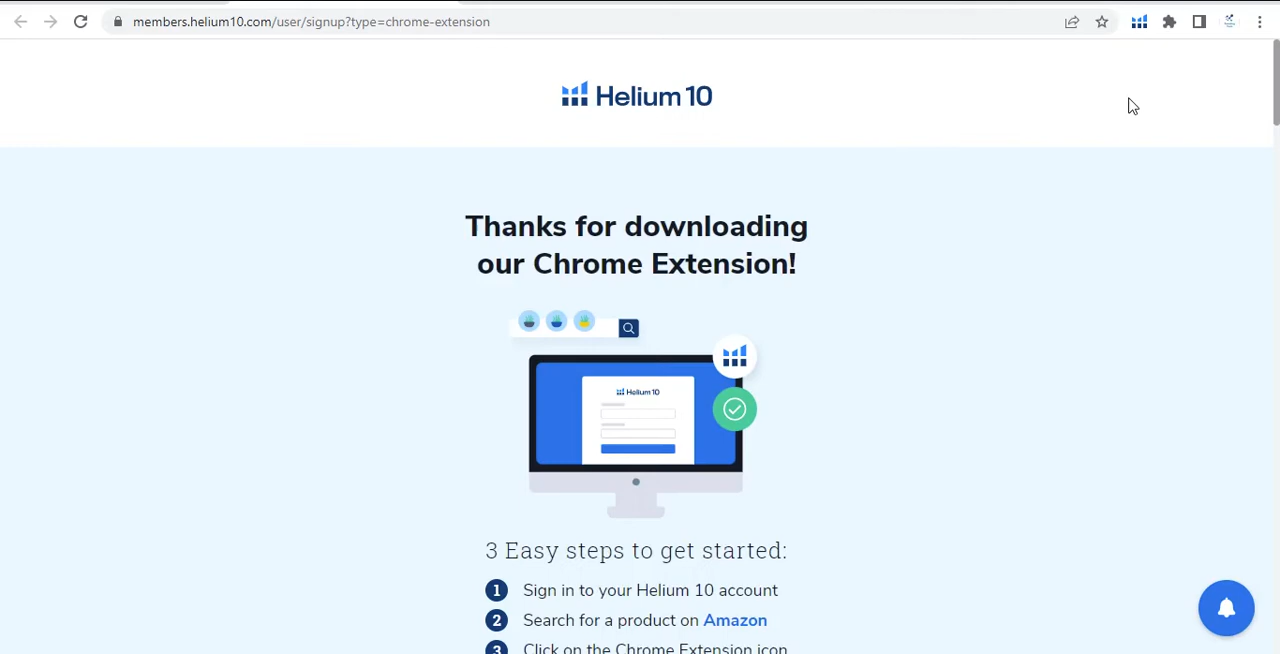 members.helium10.com/user/signup?type=chrome-extension
Helium 10
Thanks for downloading
our Chrome Extension!
Helium 10
3 Easy steps to get started:
1 Sign in to your Helium 10 account
2 Search for a product on Amazon
3 Click on the Chrome Extension icon